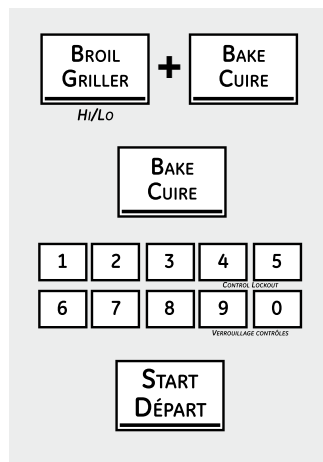 BROIL
GRILLER
+
BAKE
CUIRE
HI/LO
BAKE
CUIRE
1 2 3 4 5
CONTROL LOCKOUT
6 7 8 9 0
VERROUILLAGE CONTRÔLES
START
DÉPART